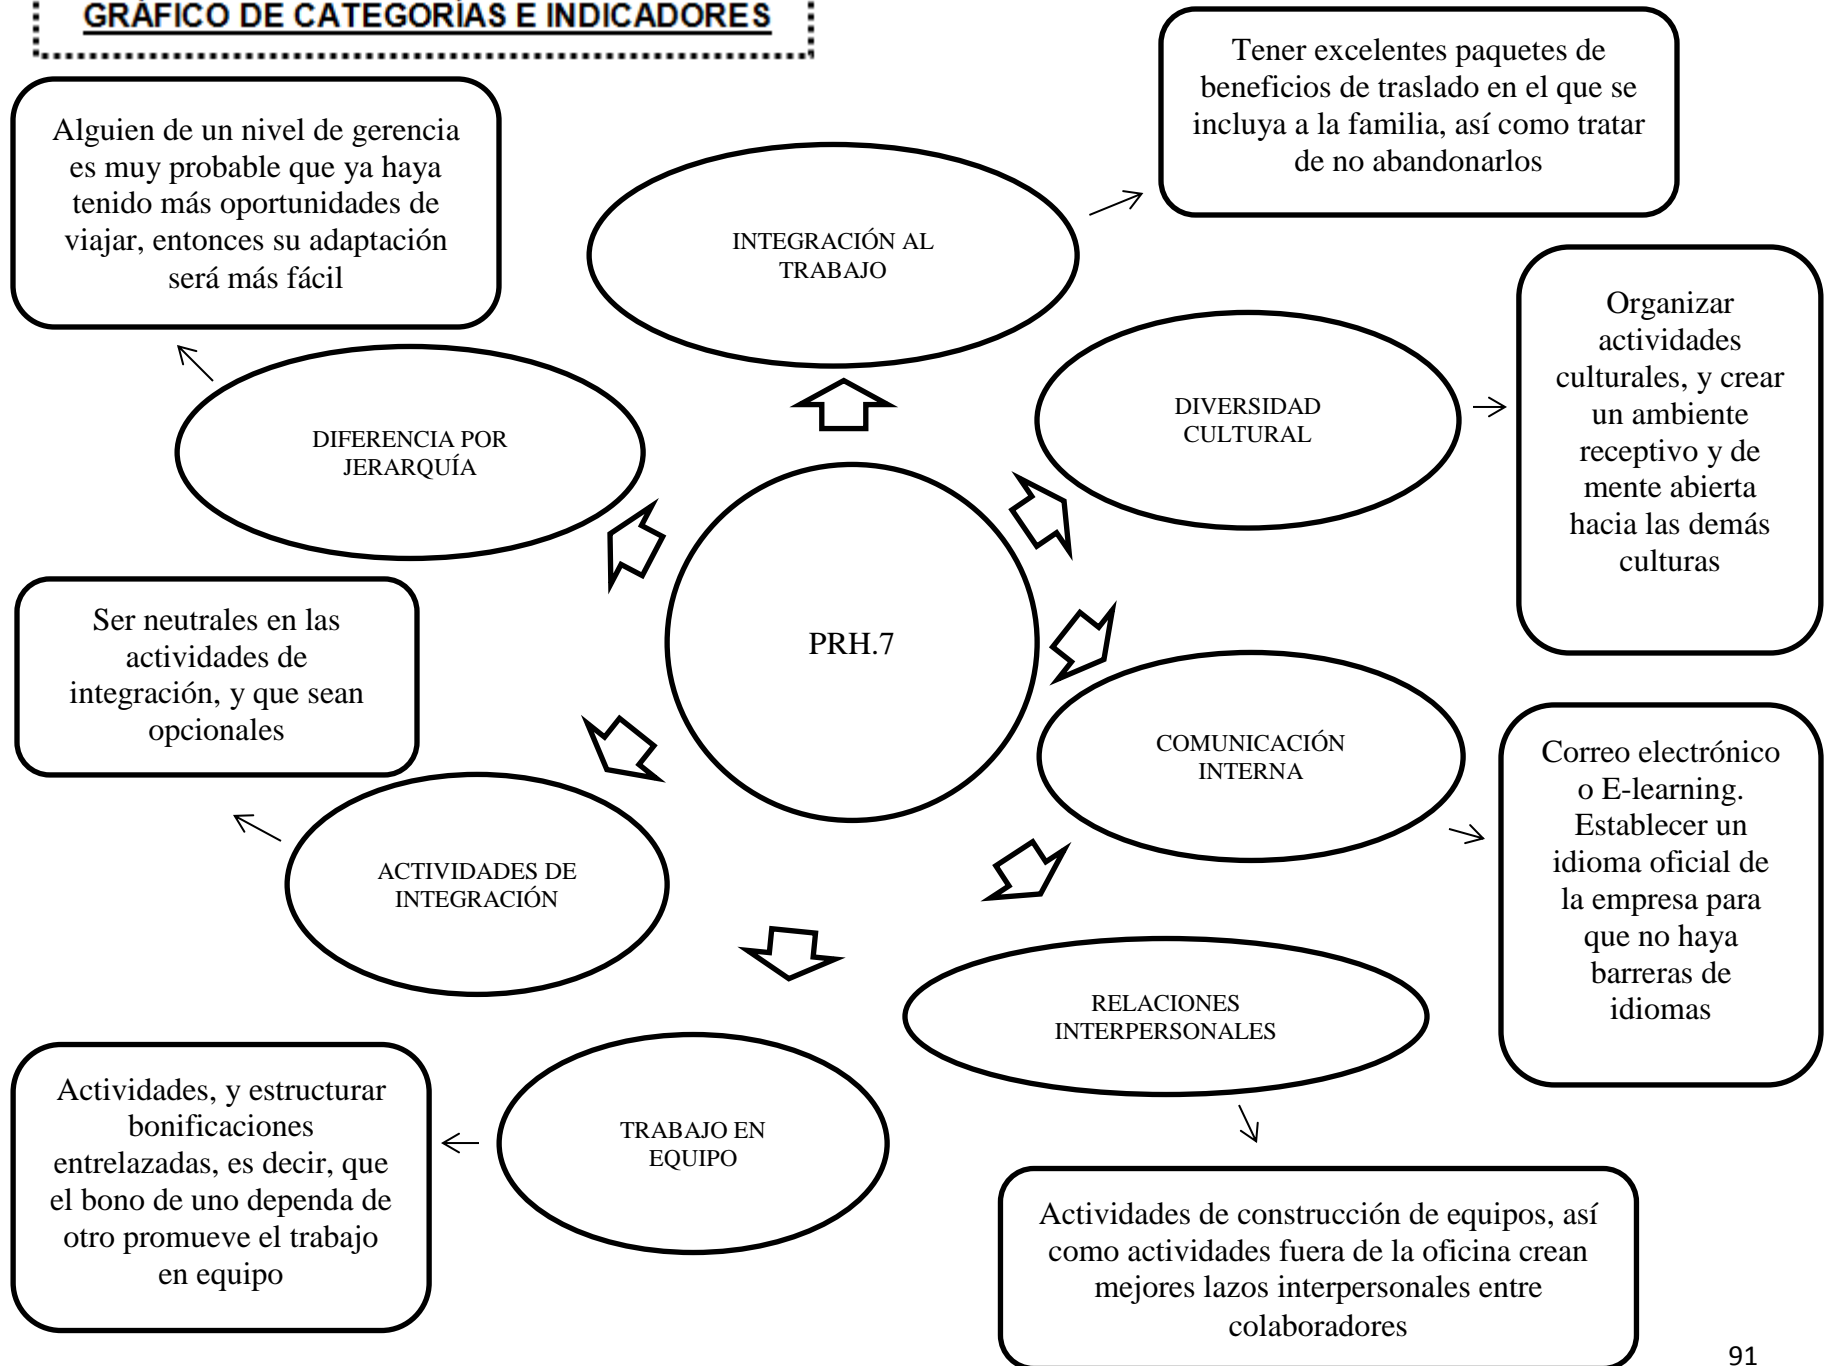 GRÁFICO DE CATEGORÍAS E INDICADORES
Tener excelentes paquetes de
beneficios de traslado en el que se
incluya a la familia, así como tratar
de no abandonarlos
Alguien de un nivel de gerencia
es muy probable que ya haya
tenido más oportunidades de
viajar, entonces su adaptación
será más fácil
INTEGRACIÓN AL
TRABAJO
Organizar
actividades
culturales, y crear
un ambiente
receptivo y de
mente abierta
hacia las demás
culturas
DIVERSIDAD
CULTURAL
DIFERENCIA POR
JERARQUÍA
PRH.7
Ser neutrales en las
actividades de
integración, y que sean
opcionales
COMUNICACIÓN
INTERNA
Correo electrónico
o E-learning.
Establecer un
idioma oficial de
la empresa para
que no haya
barreras de
idiomas
ACTIVIDADES DE
INTEGRACIÓN
RELACIONES
INTERPERSONALES
TRABAJO EN
EQUIPO
Actividades, y estructurar
bonificaciones
entrelazadas, es decir, que
el bono de uno dependa de
otro promueve el trabajo
en equipo
Actividades de construcción de equipos, así
como actividades fuera de la oficina crean
mejores lazos interpersonales entre
colaboradores
91